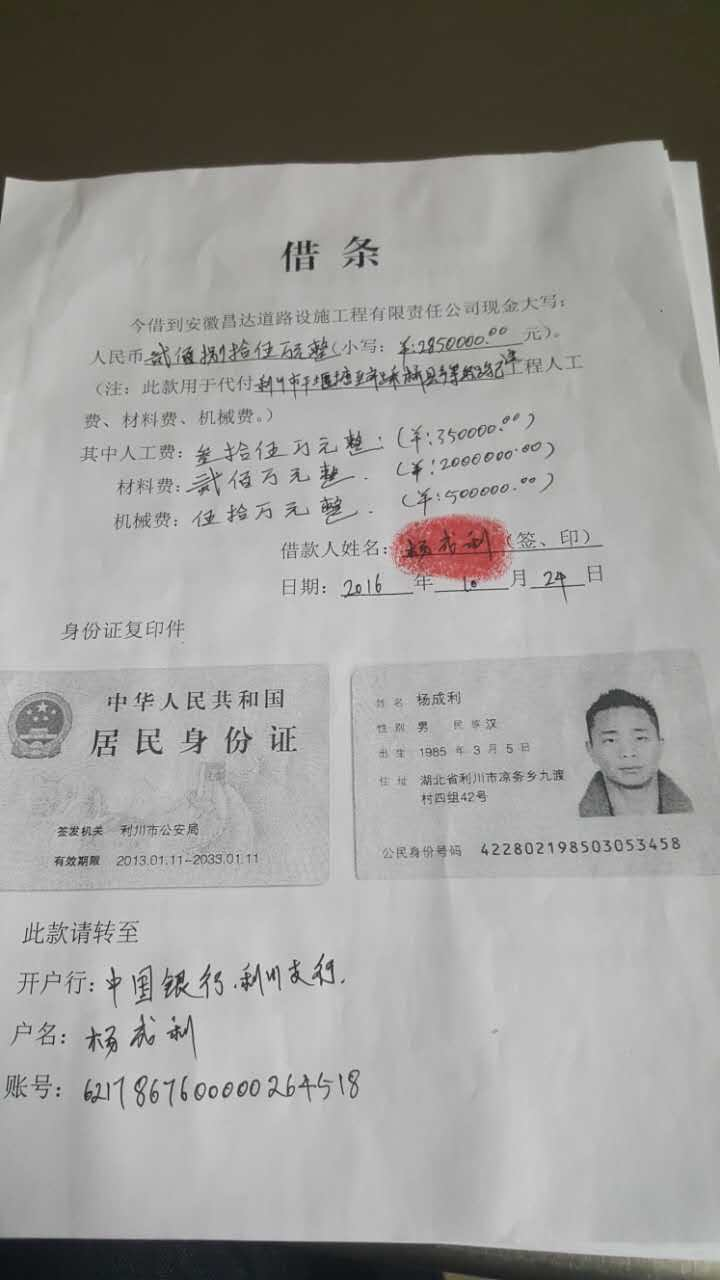 借条
今借到安徽昌达道路设施工程有限责任公司现金大写：
人民币贰佰捌拾伍万元整（小写：¥:2850000.00元）。
（注：此款用于代付利川市 工程人工
费、材料费、机械费。）
其中人工费：叁拾伍万元整.（¥:350000.00）
材料费：贰佰万元整.（¥:2000000.00）
机械费：伍拾万元整.（¥:500000.00）
借款人姓名：杨成利（签、印）
日期：2016年10月24日
身份证复印件
中华人民共和国
居民身份证
签发机关 利川市公安局
有效期限 2013.01.11-2033.01.11
姓名 杨成利
性别 男 民族 汉
出生 1985年3月5日
住址 湖北省利川市凉务乡九渡
村四组42号
公民身份号码 422802198503053458
此款请转至
开户行：中国银行.利川支行.
户名：杨成利
账号：6217867600000264518